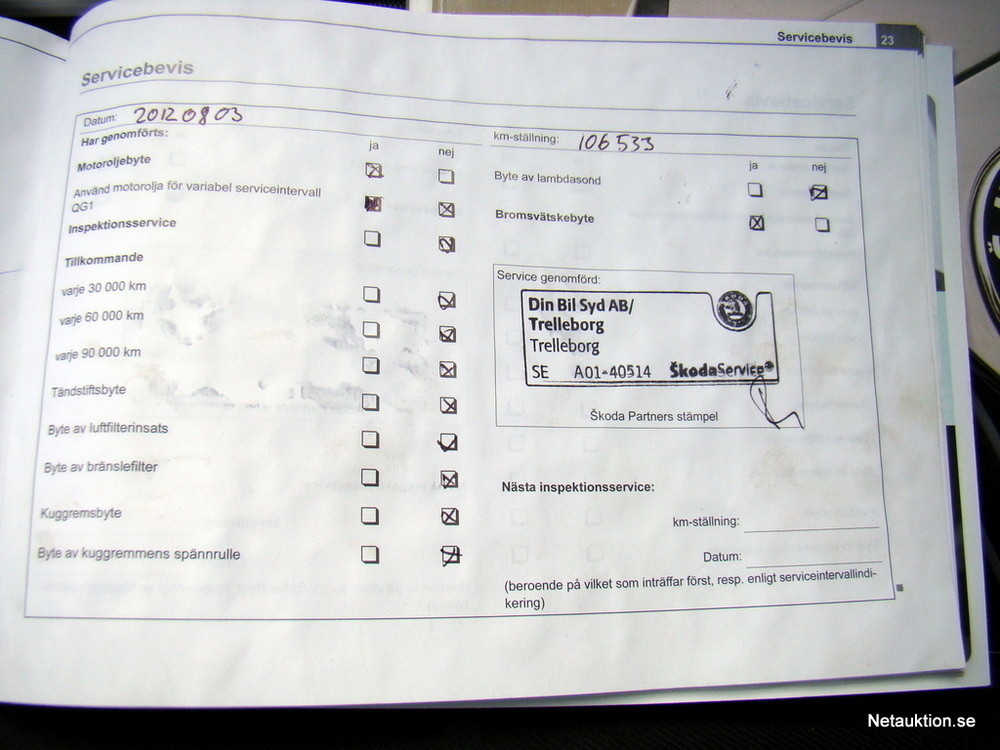 Servicebevis 23
Servicebevis
Datum: 20120803
Har genomförts:
ja nej
Motoroljebyte
Använd motorolja för variabel serviceintervall
QG1
Inspektionsservice
Tillkommande
varje 30 000 km
varje 60 000 km
varje 90 000 km
Tändstiftsbyte
Byte av luftfilterinsats
Byte av bränslefilter
Kuggremsbyte
Byte av kuggremmens spännrulle
km-ställning: 106533
ja nej
Byte av lambdasond
Bromsvätskebyte
Service genomförd:
Din Bil Syd AB/
Trelleborg
Trelleborg
SE A01-40514 ŠkodaService®
Škoda Partners stämpel
Nästa inspektionsservice:
km-ställning:
Datum:
(beroende på vilket som inträffar först, resp. enligt serviceintervallindi-
kering)
Netauktion.se